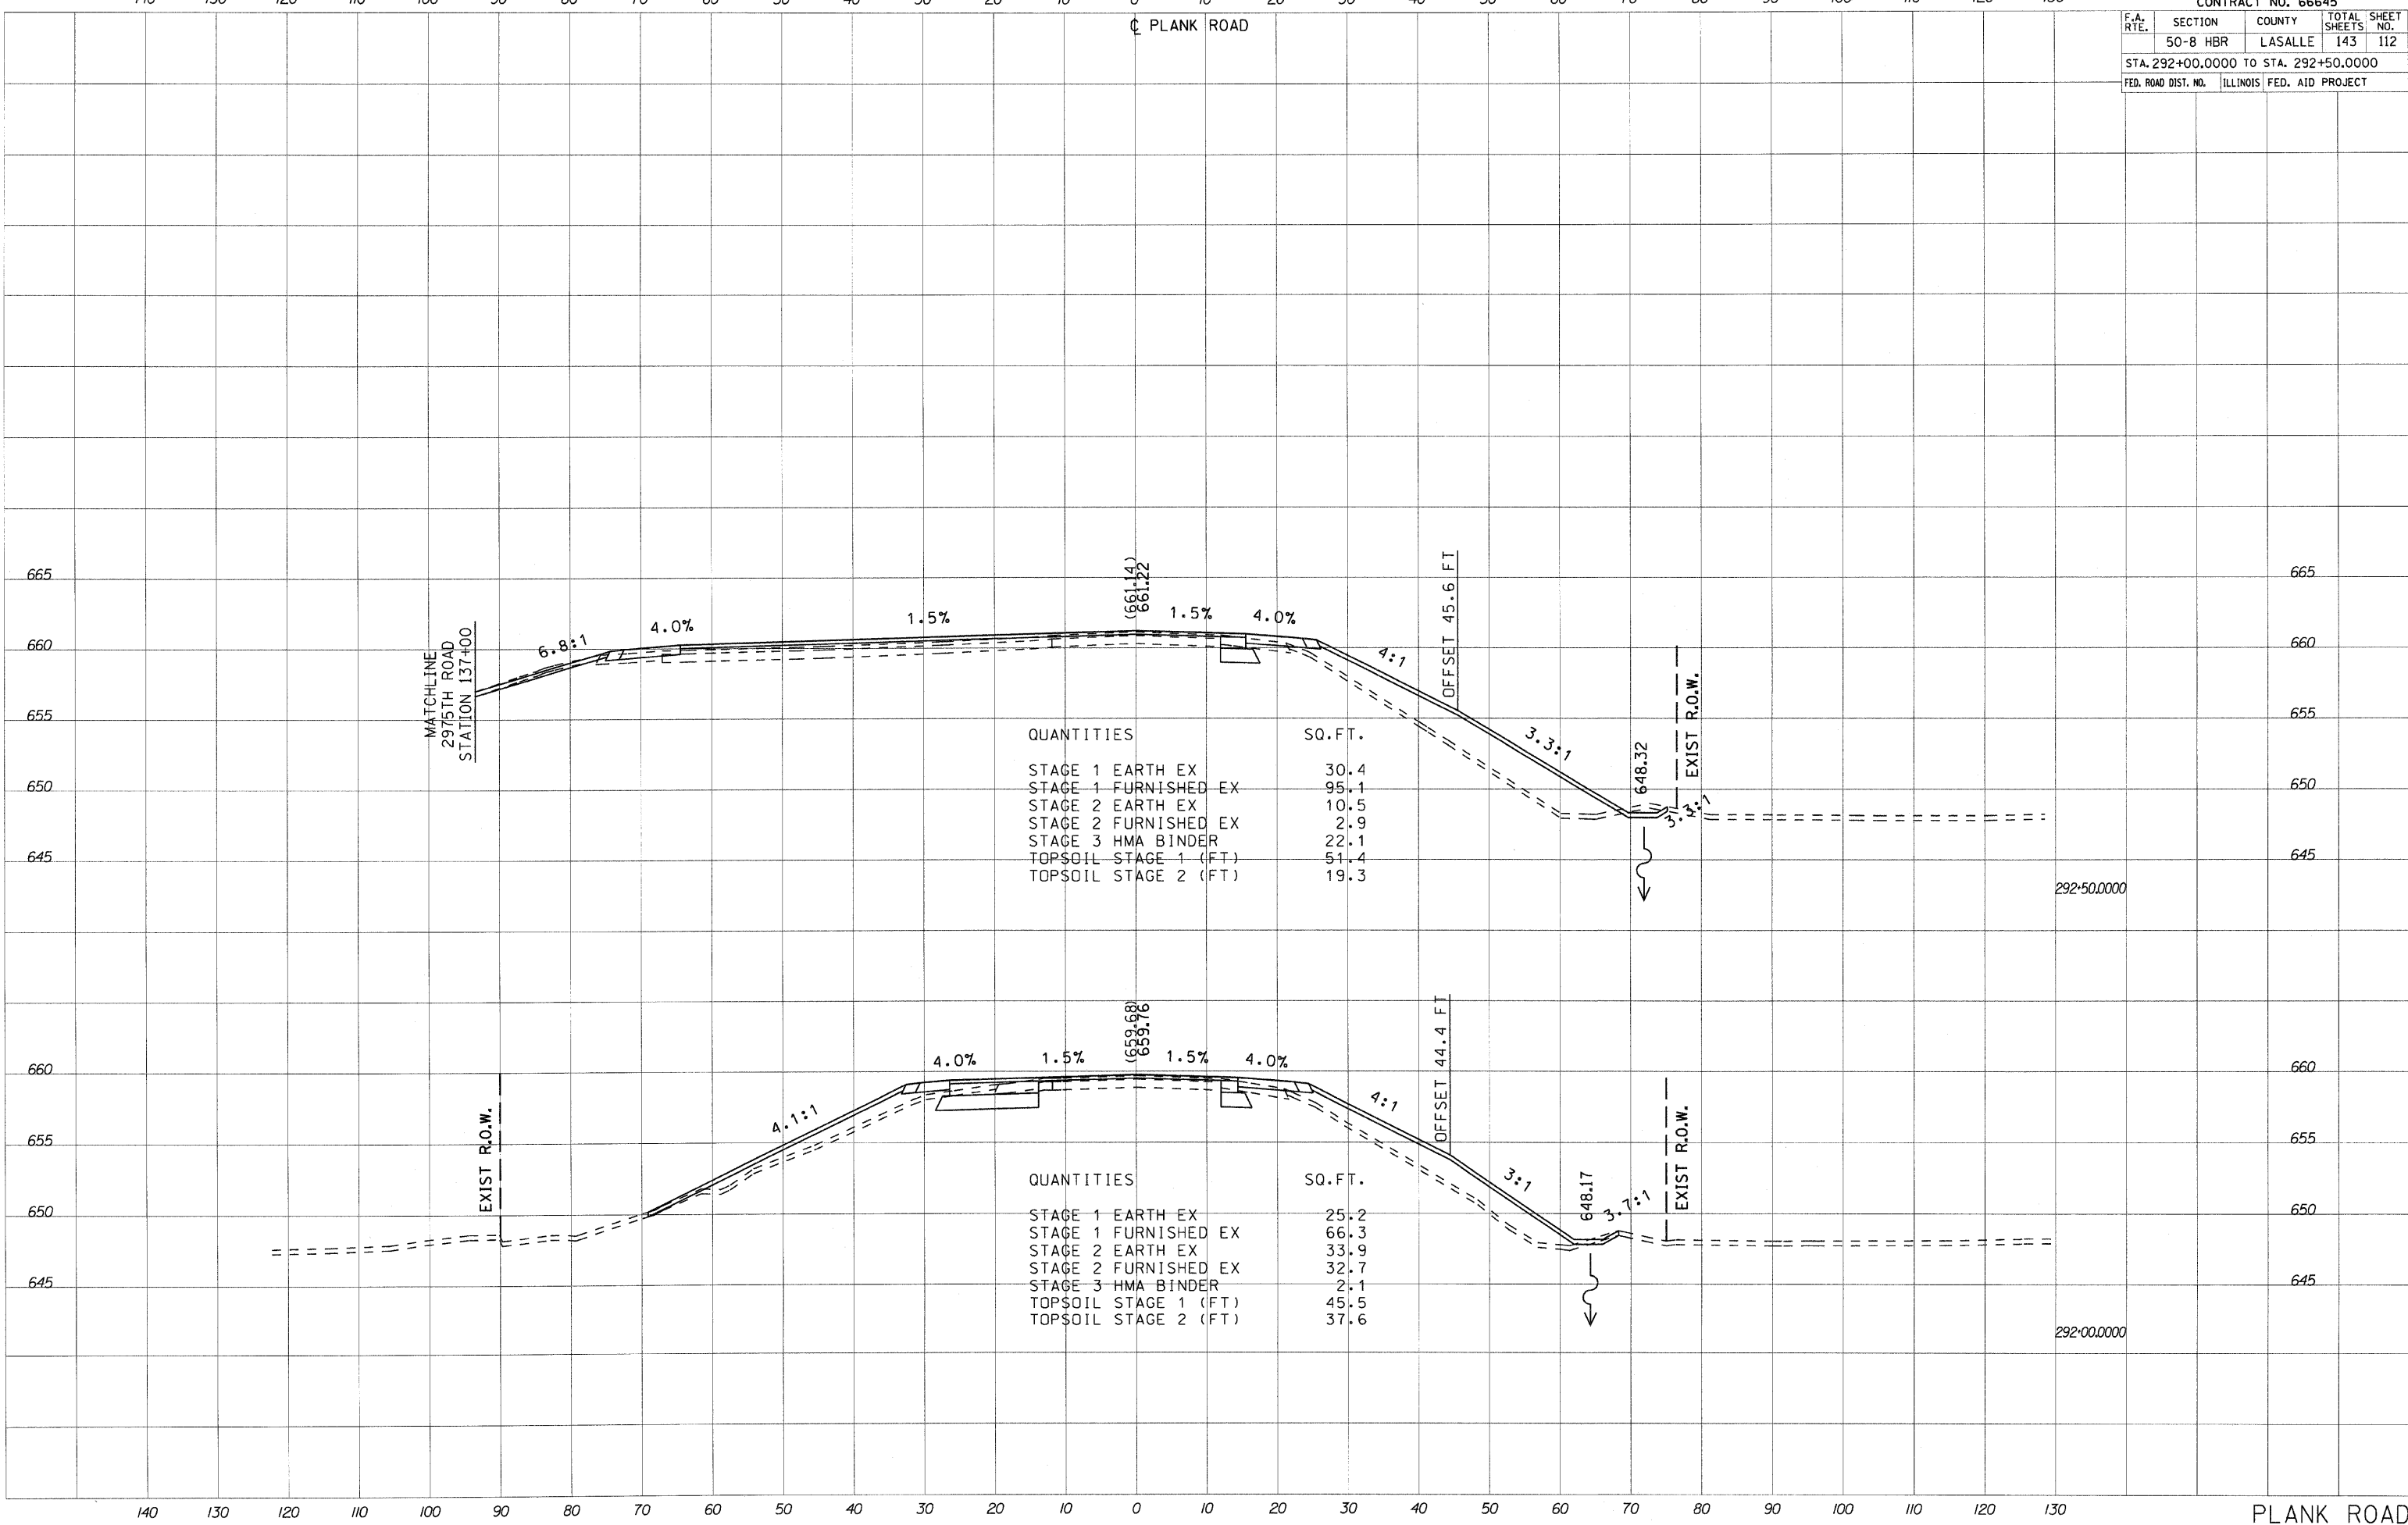 CONTRACT NO. 66645
F.A. RTE. SECTION COUNTY TOTAL SHEETS SHEET NO.
50-8 HBR LASALLE 143 112
STA. 292+00.0000 TO STA. 292+50.0000
FED. ROAD DIST. NO. ILLINOIS FED. AID PROJECT
℄ PLANK ROAD
665 665
660 660
655 655
650 650
645 645
MATCHLINE
2975TH ROAD
STATION 137+00
6.8:1
4.0%
1.5%
(661.14)
661.22
1.5%
4.0%
4:1
OFFSET 45.6 FT
3.3:1
648.32
3.3:1
EXIST R.O.W.
QUANTITIES SQ.FT.
STAGE 1 EARTH EX 30.4
STAGE 1 FURNISHED EX 95.1
STAGE 2 EARTH EX 10.5
STAGE 2 FURNISHED EX 2.9
STAGE 3 HMA BINDER 22.1
TOPSOIL STAGE 1 (FT) 51.4
TOPSOIL STAGE 2 (FT) 19.3
292+50.0000
660 660
655 655
650 650
645 645
EXIST R.O.W.
4.1:1
4.0%
1.5%
(659.68)
659.76
1.5%
4.0%
4:1
OFFSET 44.4 FT
3:1
648.17
3.7:1
EXIST R.O.W.
QUANTITIES SQ.FT.
STAGE 1 EARTH EX 25.2
STAGE 1 FURNISHED EX 66.3
STAGE 2 EARTH EX 33.9
STAGE 2 FURNISHED EX 32.7
STAGE 3 HMA BINDER 2.1
TOPSOIL STAGE 1 (FT) 45.5
TOPSOIL STAGE 2 (FT) 37.6
292+00.0000
140 130 120 110 100 90 80 70 60 50 40 30 20 10 0 10 20 30 40 50 60 70 80 90 100 110 120 130
PLANK ROAD